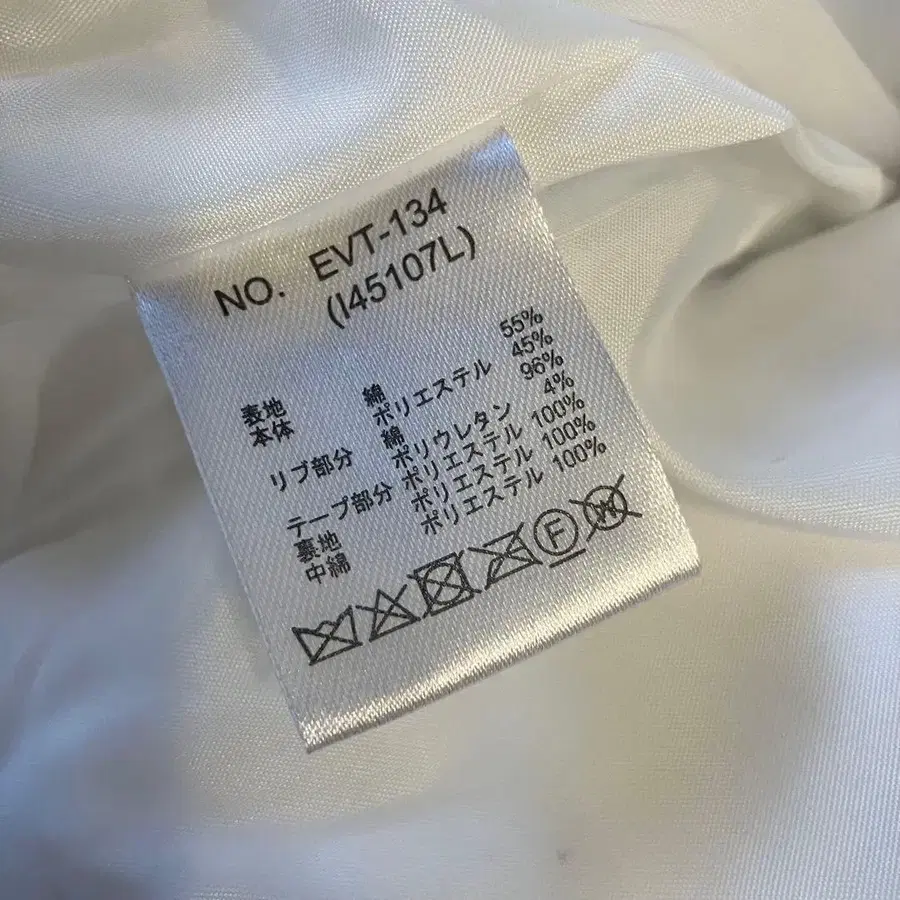 NO. EVT-134
(I45107L)
表地 綿 55%
本体 ポリエステル 45%
リブ部分 綿 96%
ポリウレタン 4%
テープ部分 ポリエステル 100%
裏地 ポリエステル 100%
中綿 ポリエステル 100%
F W